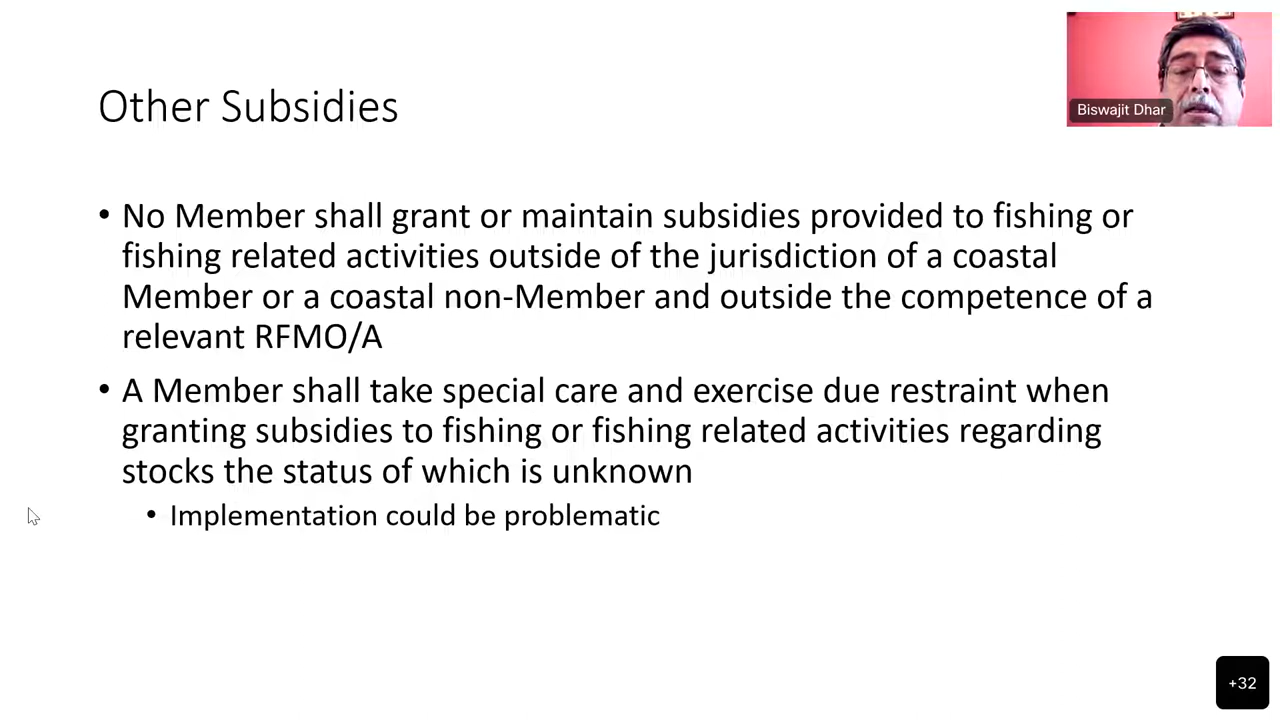 Other Subsidies
Biswajit Dhar
• No Member shall grant or maintain subsidies provided to fishing or
fishing related activities outside of the jurisdiction of a coastal
Member or a coastal non-Member and outside the competence of a
relevant RFMO/A
• A Member shall take special care and exercise due restraint when
granting subsidies to fishing or fishing related activities regarding
stocks the status of which is unknown
• Implementation could be problematic
+32